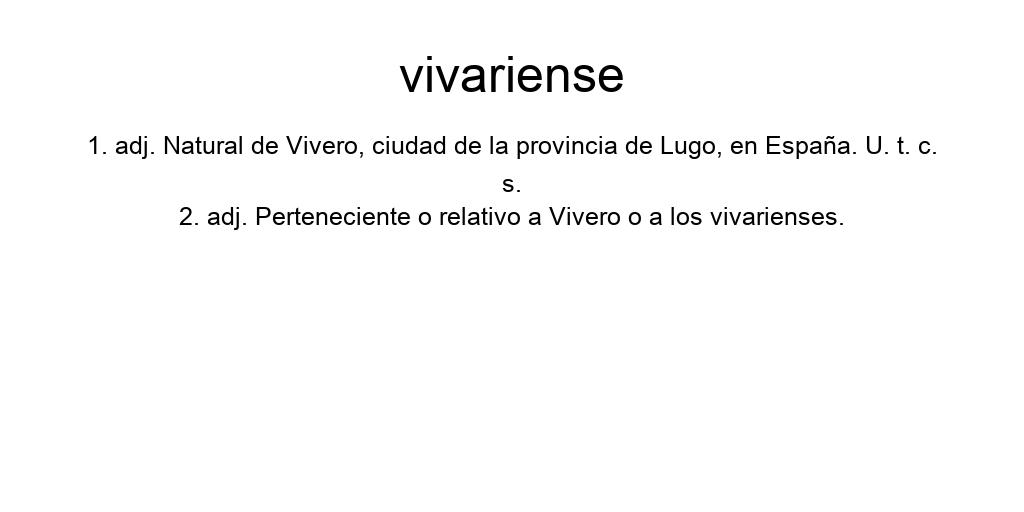 vivariense
1. adj. Natural de Vivero, ciudad de la provincia de Lugo, en España. U. t. c.
s.
2. adj. Perteneciente o relativo a Vivero o a los vivarienses.